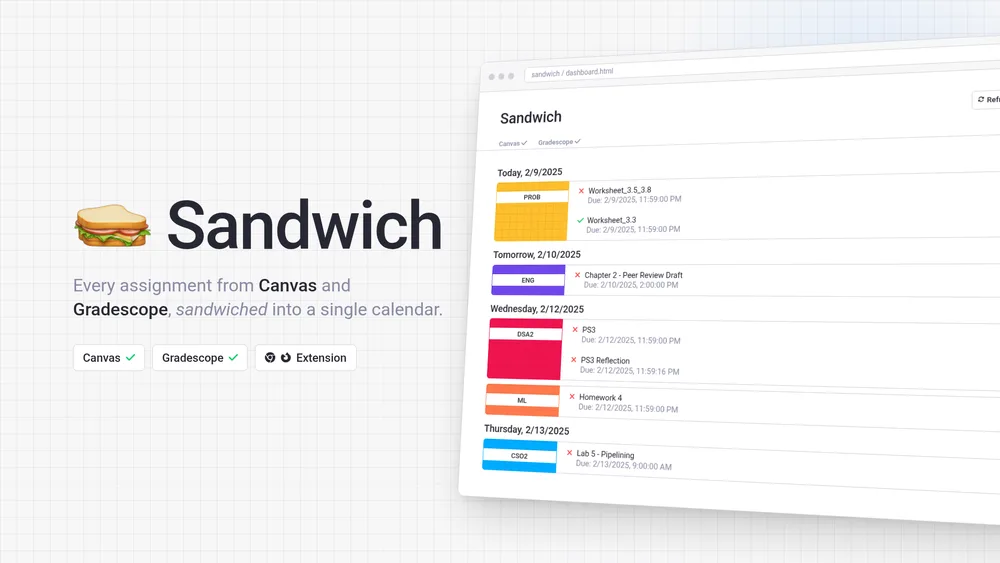 Sandwich
Every assignment from Canvas and
Gradescope, sandwiched into a single calendar.
Canvas
Gradescope
Extension
sandwich / dashboard.html
Sandwich
Canvas
Gradescope
Today, 2/9/2025
PROB
Worksheet_3.5_3.8
Due: 2/9/2025, 11:59:00 PM
Worksheet_3.3
Due: 2/9/2025, 11:59:00 PM
Tomorrow, 2/10/2025
ENG
Chapter 2 - Peer Review Draft
Due: 2/10/2025, 2:00:00 PM
Wednesday, 2/12/2025
DSA2
PS3
Due: 2/12/2025, 11:59:00 PM
PS3 Reflection
Due: 2/12/2025, 11:59:16 PM
ML
Homework 4
Due: 2/12/2025, 11:59:00 PM
Thursday, 2/13/2025
CSO2
Lab 5 - Pipelining
Due: 2/13/2025, 9:00:00 AM